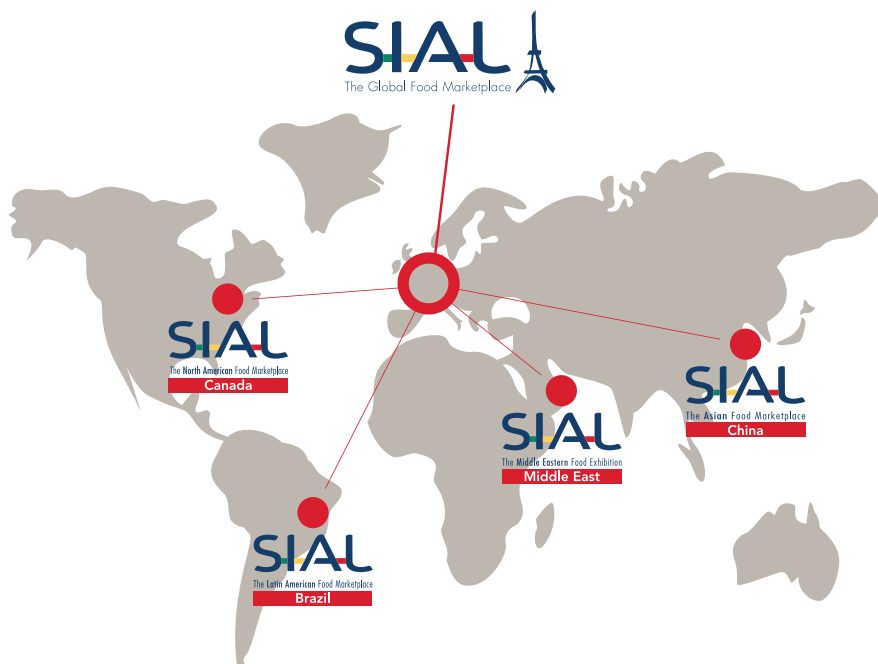 SIAL
The Global Food Marketplace
SIAL
The North American Food Marketplace
Canada
SIAL
The Asian Food Marketplace
China
SIAL
The Middle Eastern Food Exhibition
Middle East
SIAL
The Latin American Food Marketplace
Brazil